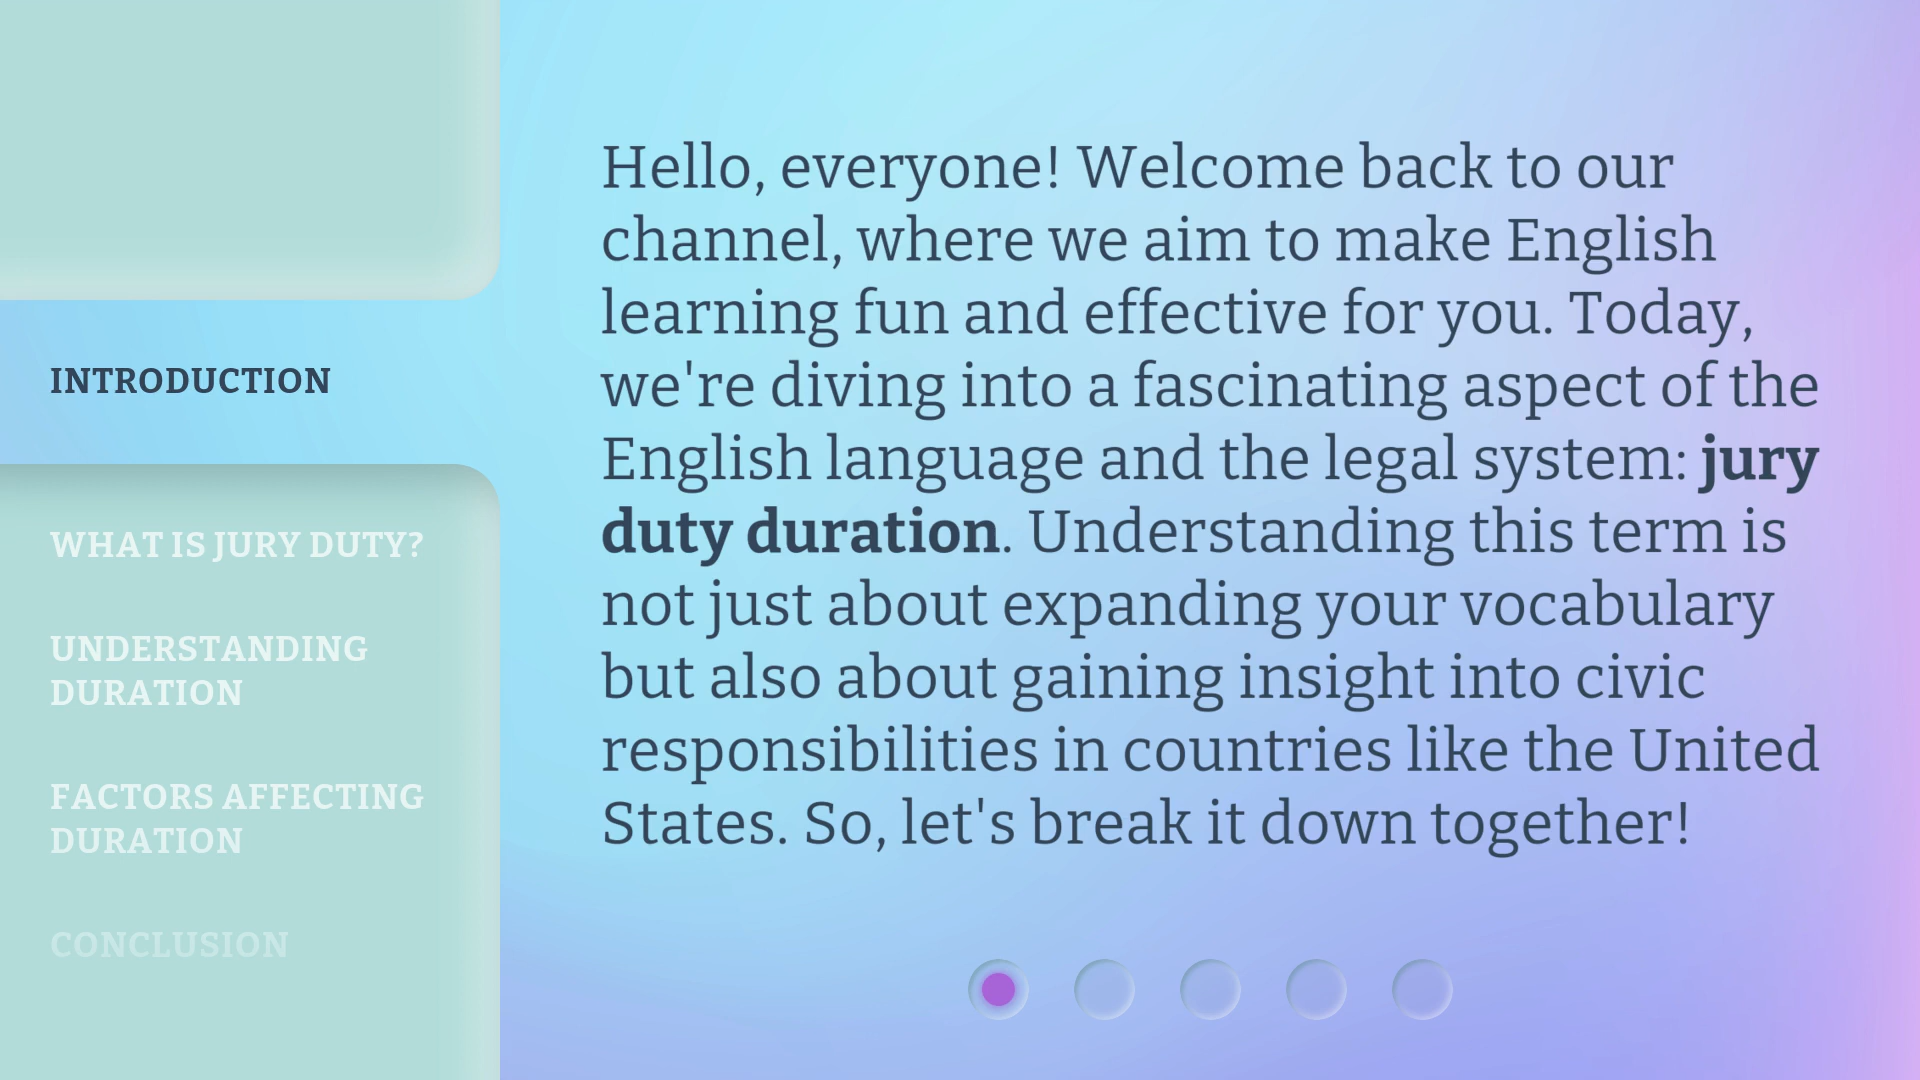 INTRODUCTION
WHAT IS JURY DUTY?
UNDERSTANDING
DURATION
FACTORS AFFECTING
DURATION
CONCLUSION
Hello, everyone! Welcome back to our
channel, where we aim to make English
learning fun and effective for you. Today,
we're diving into a fascinating aspect of the
English language and the legal system: jury
duty duration. Understanding this term is
not just about expanding your vocabulary
but also about gaining insight into civic
responsibilities in countries like the United
States. So, let's break it down together!